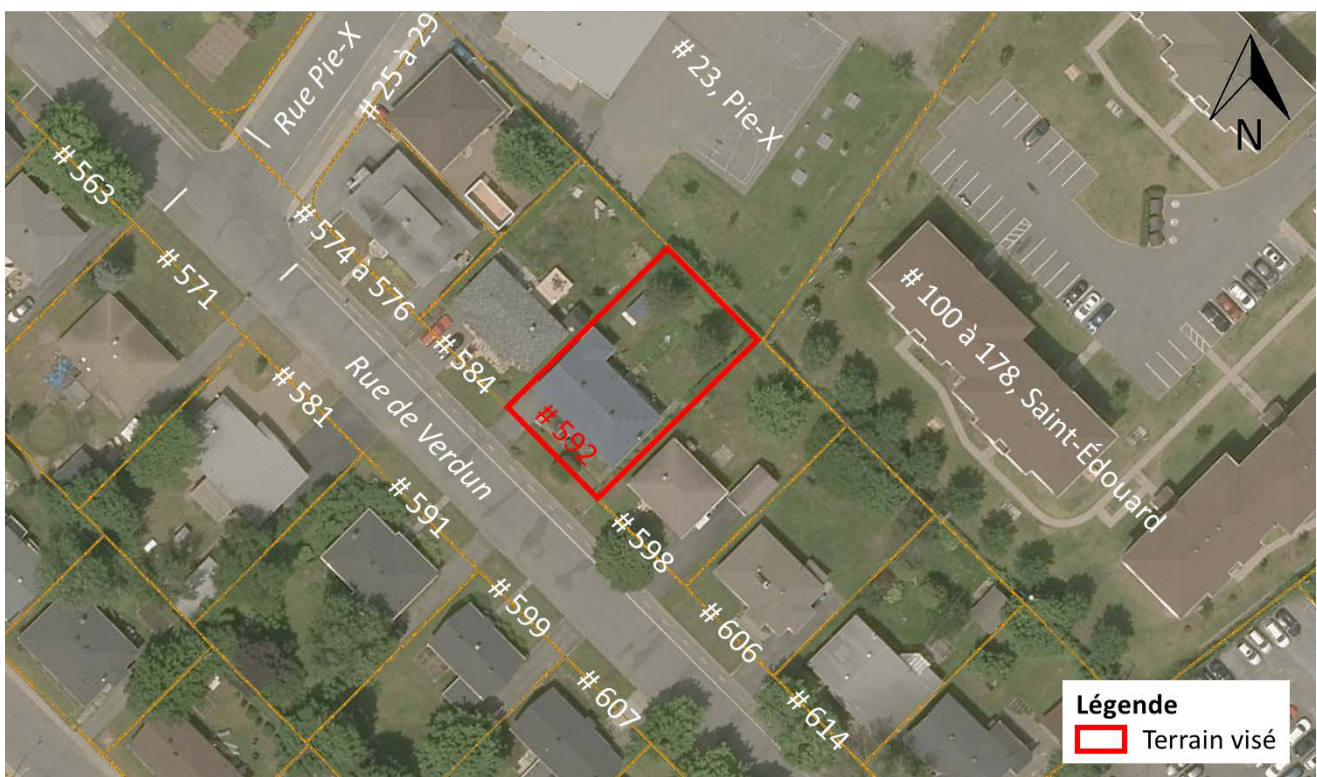 Rue Pie-X
# 25 à 29
# 23, Pie-X
N
# 563
# 571
# 574 à 576
# 581
Rue de Verdun
# 584
# 591
# 592
# 598
# 599
# 606
# 607
# 614
# 100 à 178, Saint-Édouard
Légende
Terrain visé